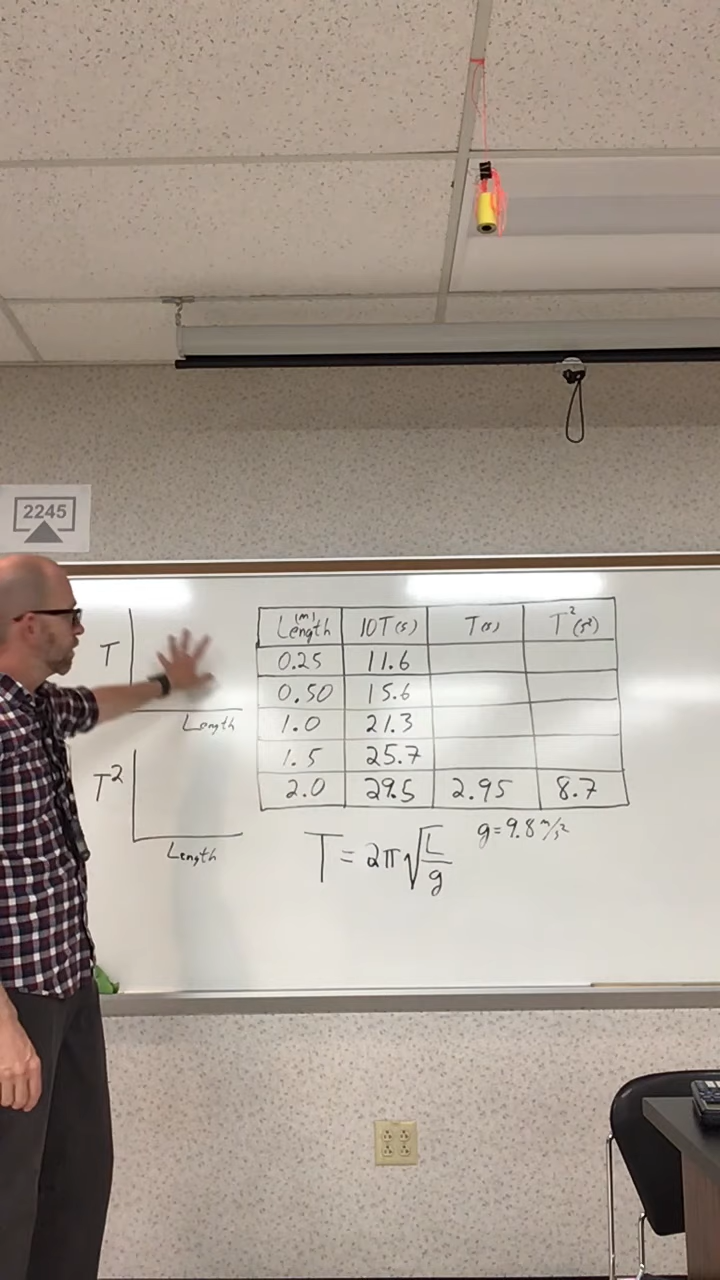 2245
T
Length
T²
Length
Length (m) 10T(s) T(s) T²(s²)
0.25 11.6
0.50 15.6
1.0 21.3
1.5 25.7
2.0 29.5 2.95 8.7
T = 2π√(L/g)
g = 9.8 m/s²